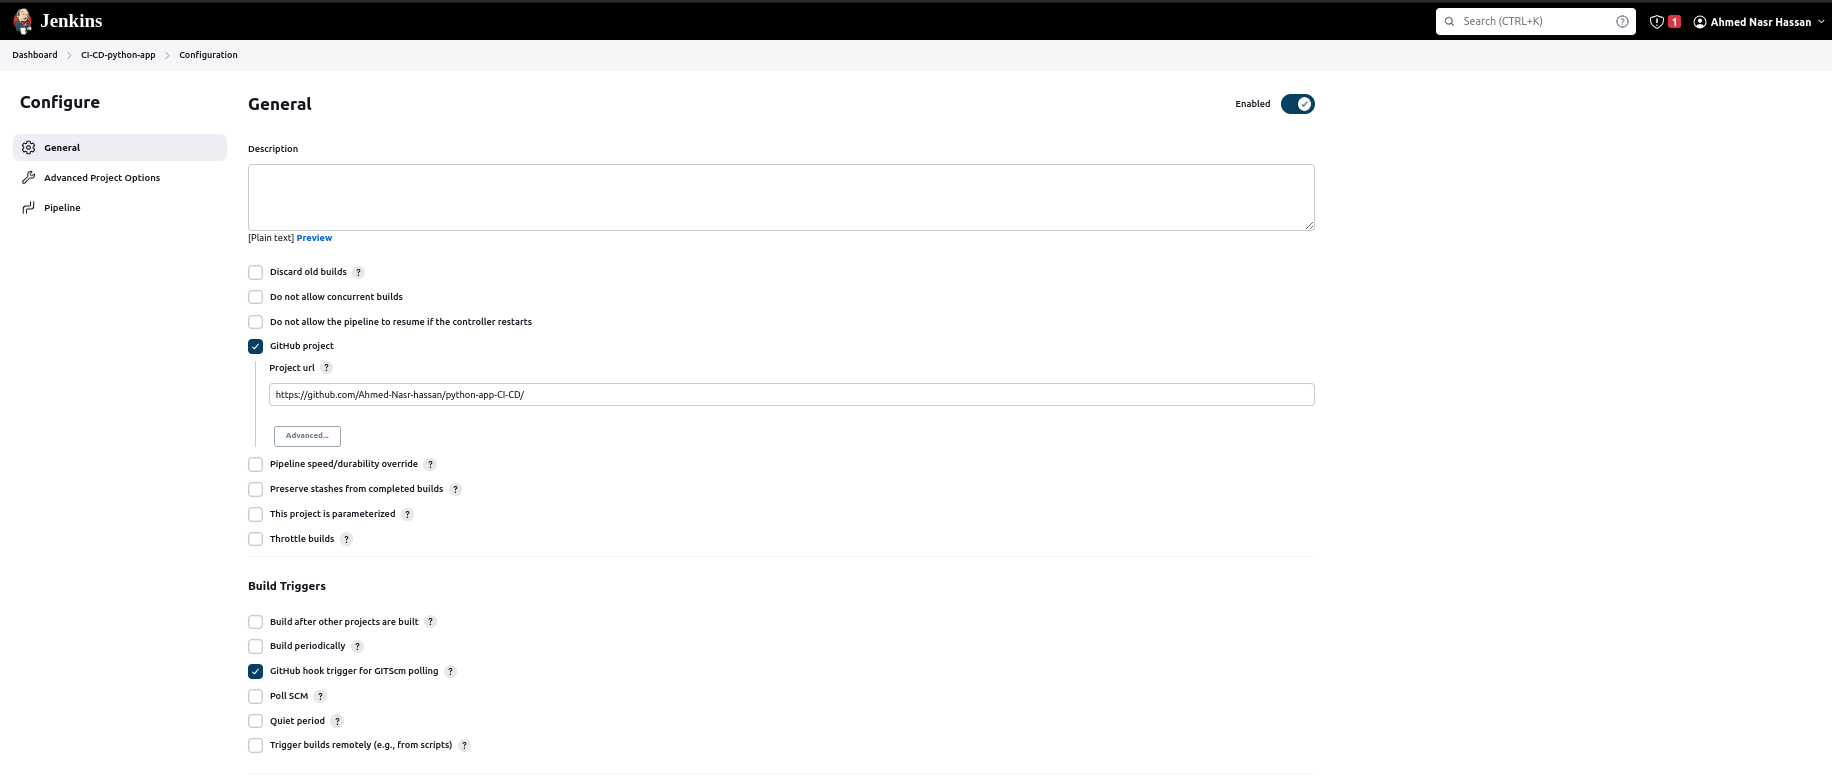 Jenkins
Search (CTRL+K)
?
1
Ahmed Nasr Hassan
Dashboard
CI-CD-python-app
Configuration
Configure
General
Advanced Project Options
Pipeline
General
Enabled
Description
[Plain text] Preview
Discard old builds ?
Do not allow concurrent builds
Do not allow the pipeline to resume if the controller restarts
GitHub project
Project url ?
https://github.com/Ahmed-Nasr-hassan/python-app-CI-CD/
Advanced...
Pipeline speed/durability override ?
Preserve stashes from completed builds ?
This project is parameterized ?
Throttle builds ?
Build Triggers
Build after other projects are built ?
Build periodically ?
GitHub hook trigger for GITScm polling ?
Poll SCM ?
Quiet period ?
Trigger builds remotely (e.g., from scripts) ?